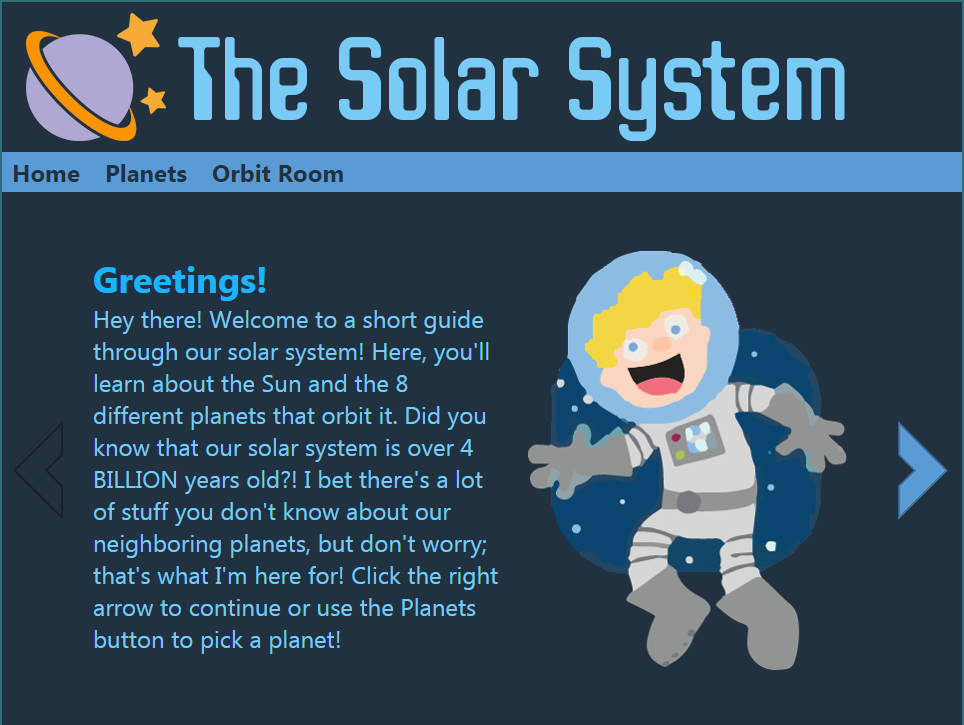 The Solar System
Home Planets Orbit Room
Greetings!
Hey there! Welcome to a short guide
through our solar system! Here, you'll
learn about the Sun and the 8
different planets that orbit it. Did you
know that our solar system is over 4
BILLION years old?! I bet there's a lot
of stuff you don't know about our
neighboring planets, but don't worry;
that's what I'm here for! Click the right
arrow to continue or use the Planets
button to pick a planet!